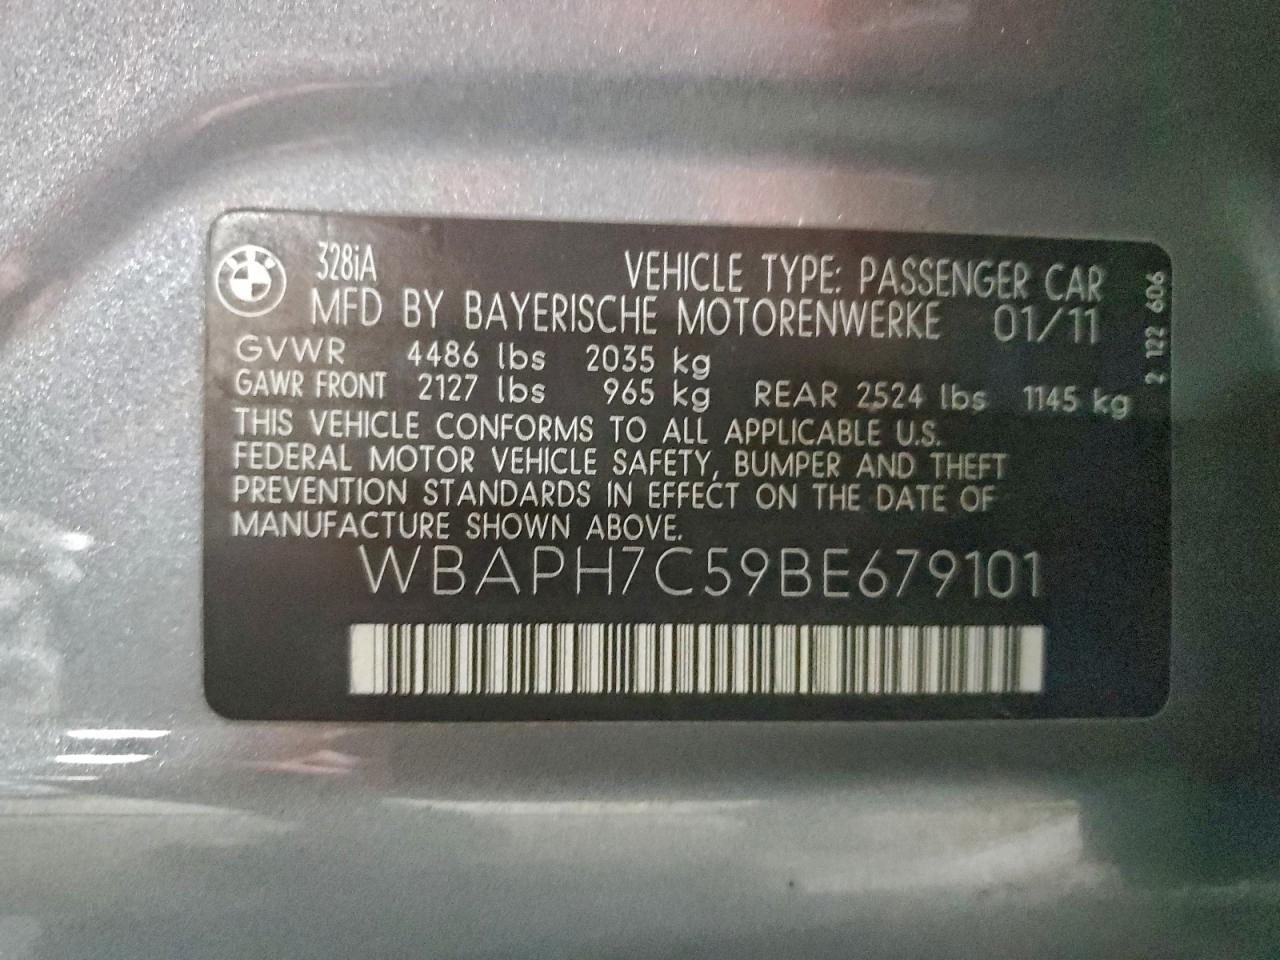 328iA
VEHICLE TYPE: PASSENGER CAR
MFD BY BAYERISCHE MOTORENWERKE 01/11
GVWR 4486 lbs 2035 kg
GAWR FRONT 2127 lbs 965 kg REAR 2524 lbs 1145 kg
THIS VEHICLE CONFORMS TO ALL APPLICABLE U.S.
FEDERAL MOTOR VEHICLE SAFETY, BUMPER AND THEFT
PREVENTION STANDARDS IN EFFECT ON THE DATE OF
MANUFACTURE SHOWN ABOVE.
WBAPH7C59BE679101
2 122 606